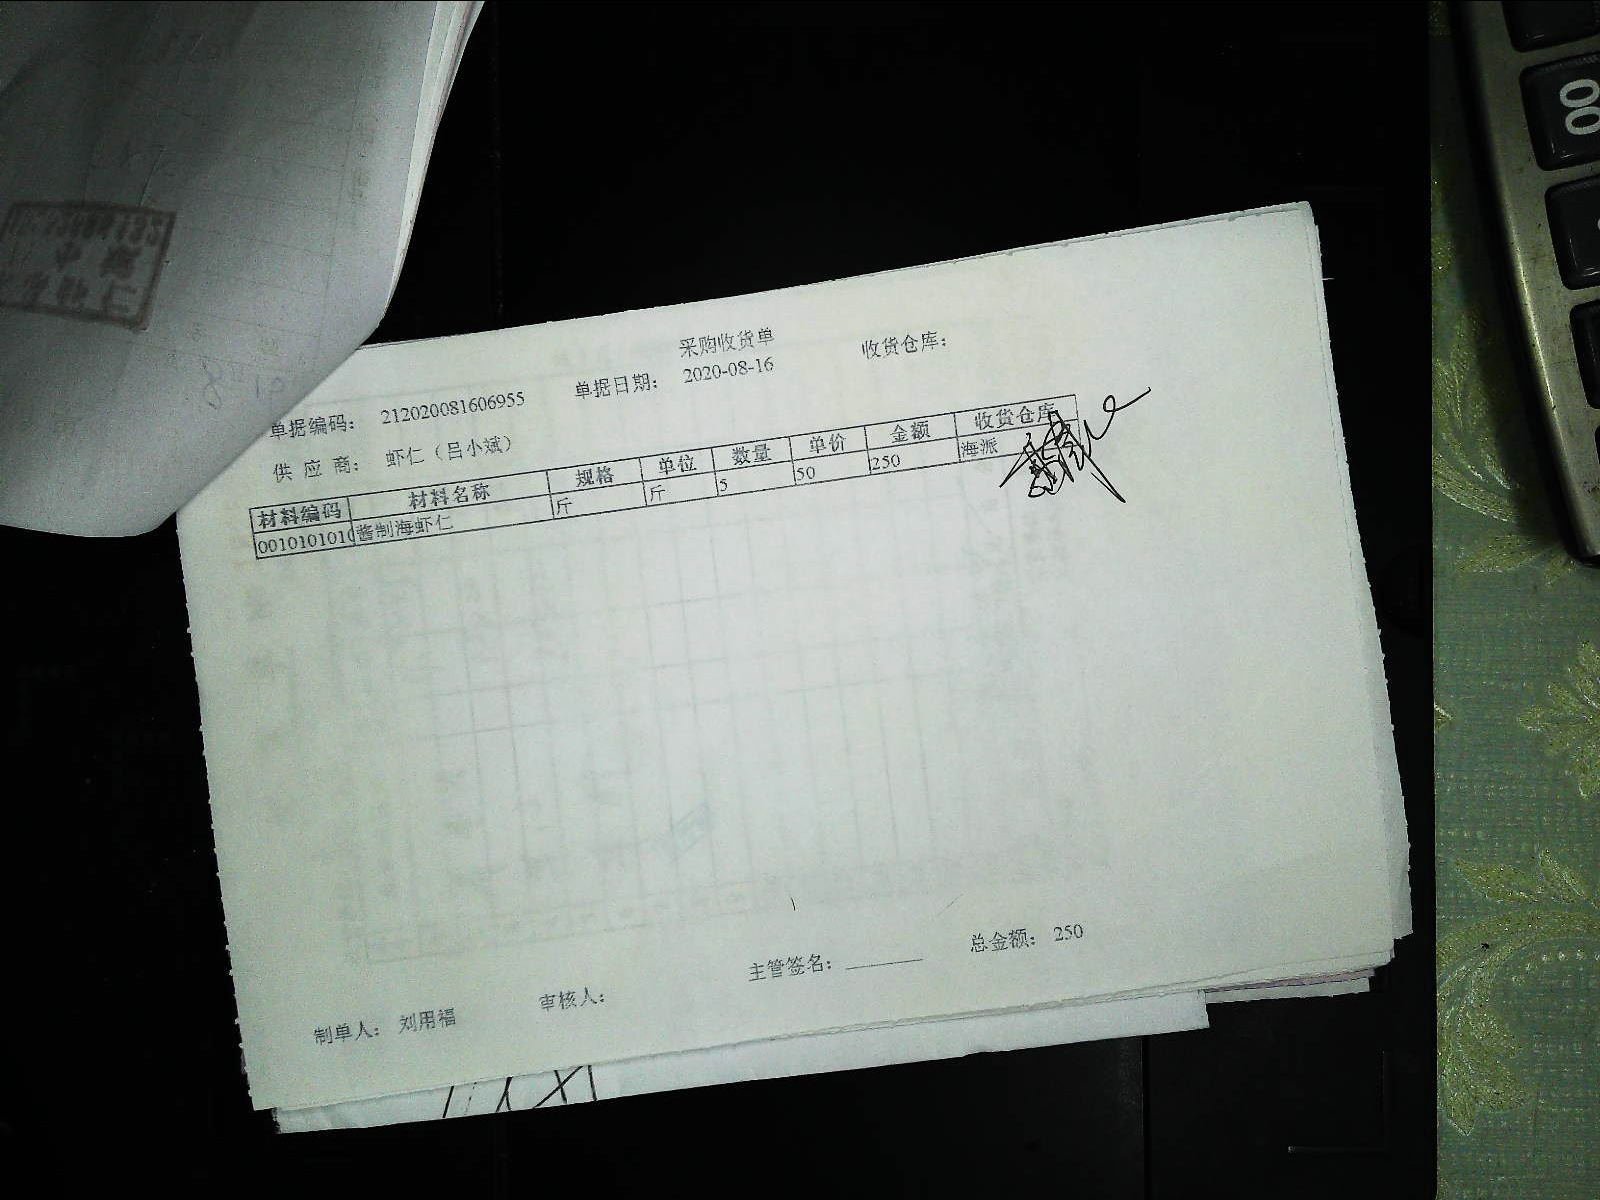 采购收货单
单据编码： 212020081606955 单据日期： 2020-08-16 收货仓库：
供 应 商： 虾仁（吕小斌）
材料编码 材料名称 规格 单位 数量 单价 金额 收货仓库
0010101010 酱制海虾仁 斤 斤 5 50 250 海派
主管签名： 总金额： 250
制单人： 刘用福 审核人：
00